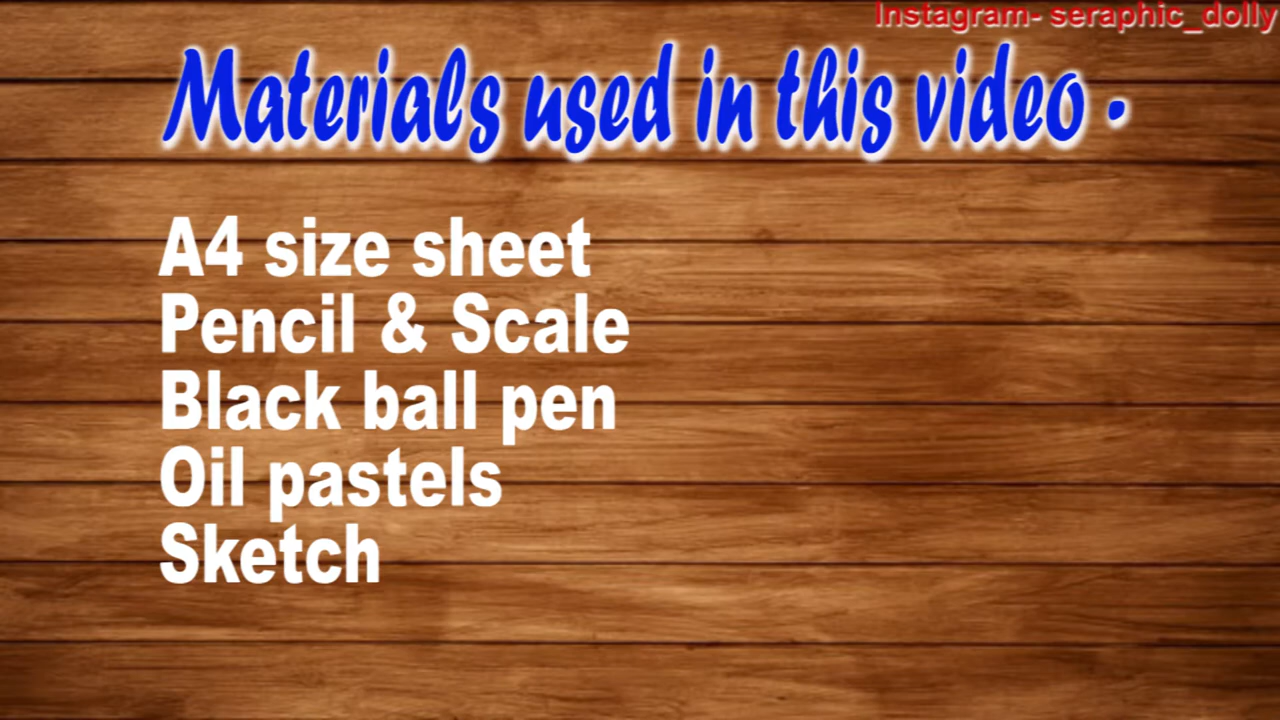 Instagram- seraphic_dolly
Materials used in this video -
A4 size sheet
Pencil & Scale
Black ball pen
Oil pastels
Sketch